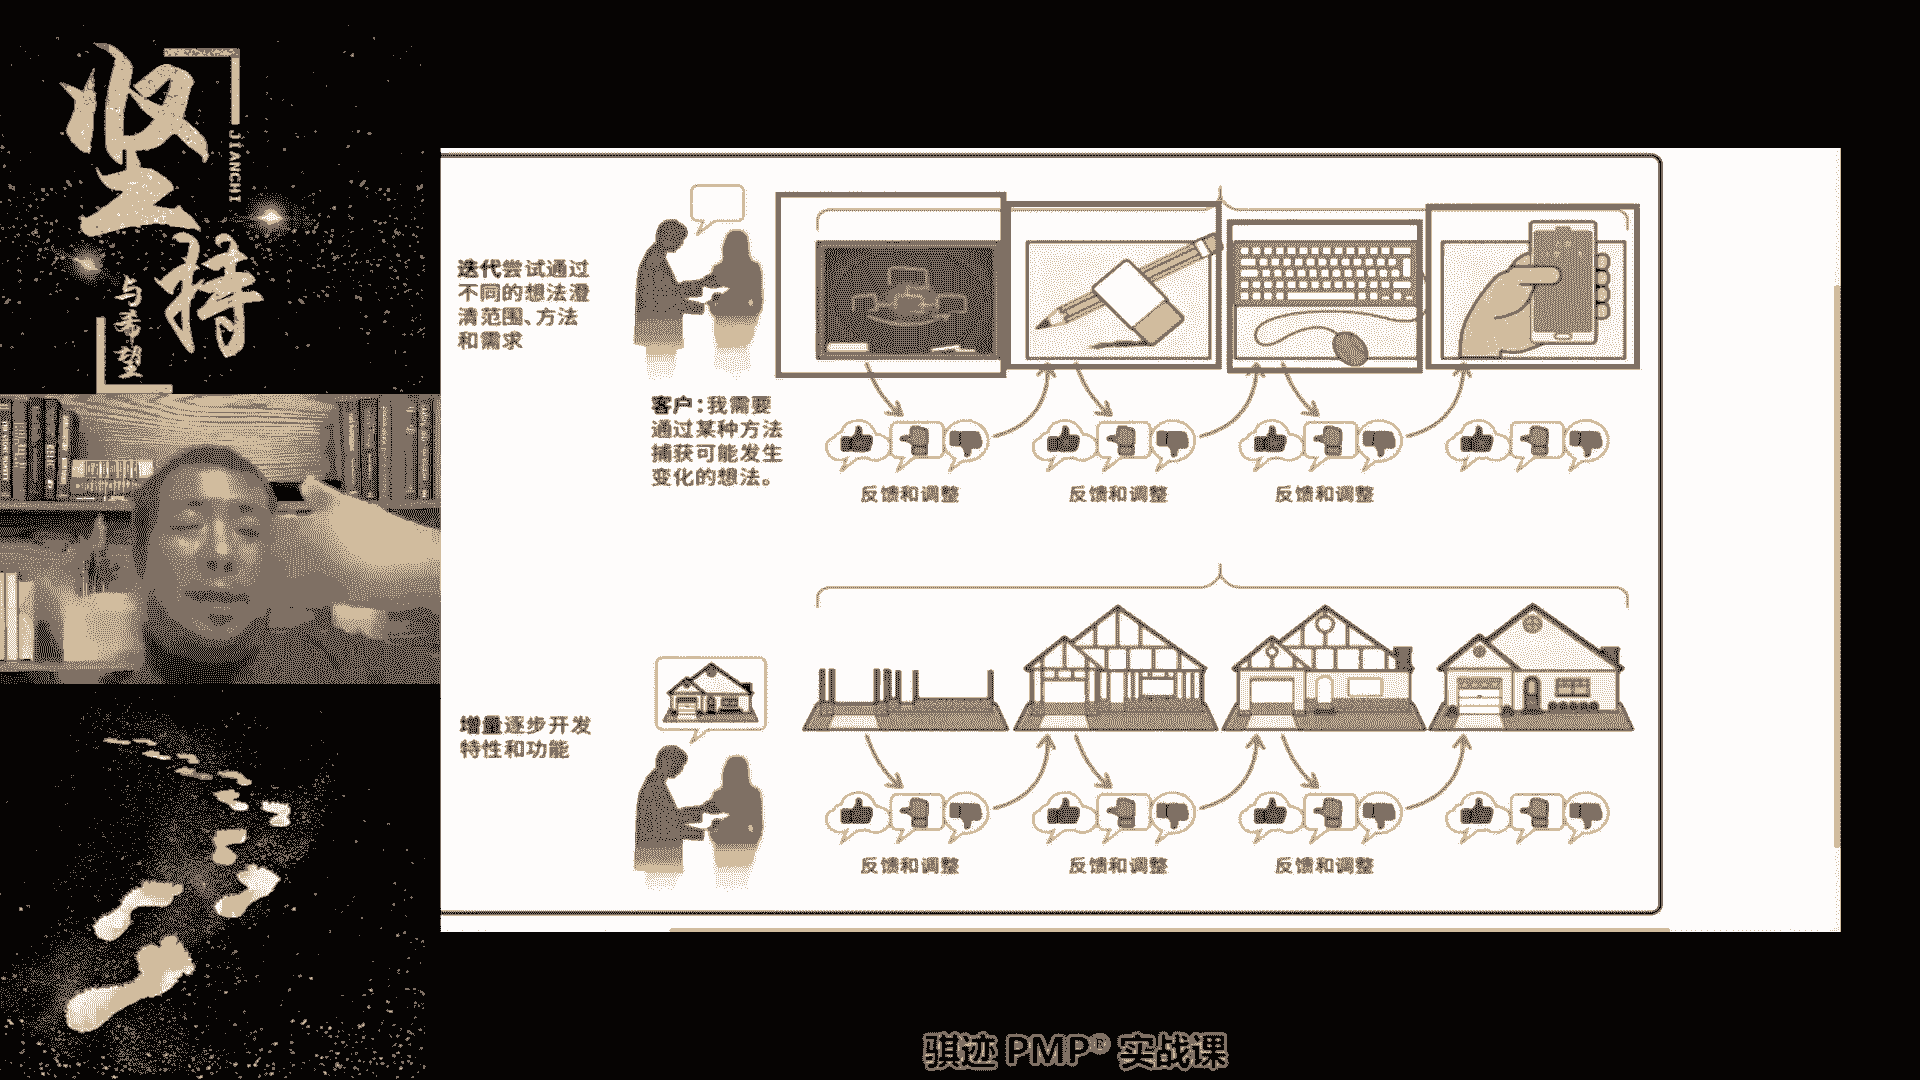 坚持
JIANCHI
与希望
迭代尝试通过
不同的想法澄
清范围、方法
和需求
客户：我需要
通过某种方法
捕获可能发生
变化的想法。
反馈和调整
反馈和调整
反馈和调整
增量逐步开发
特性和功能
反馈和调整
反馈和调整
反馈和调整
骐迹 PMP® 实战课